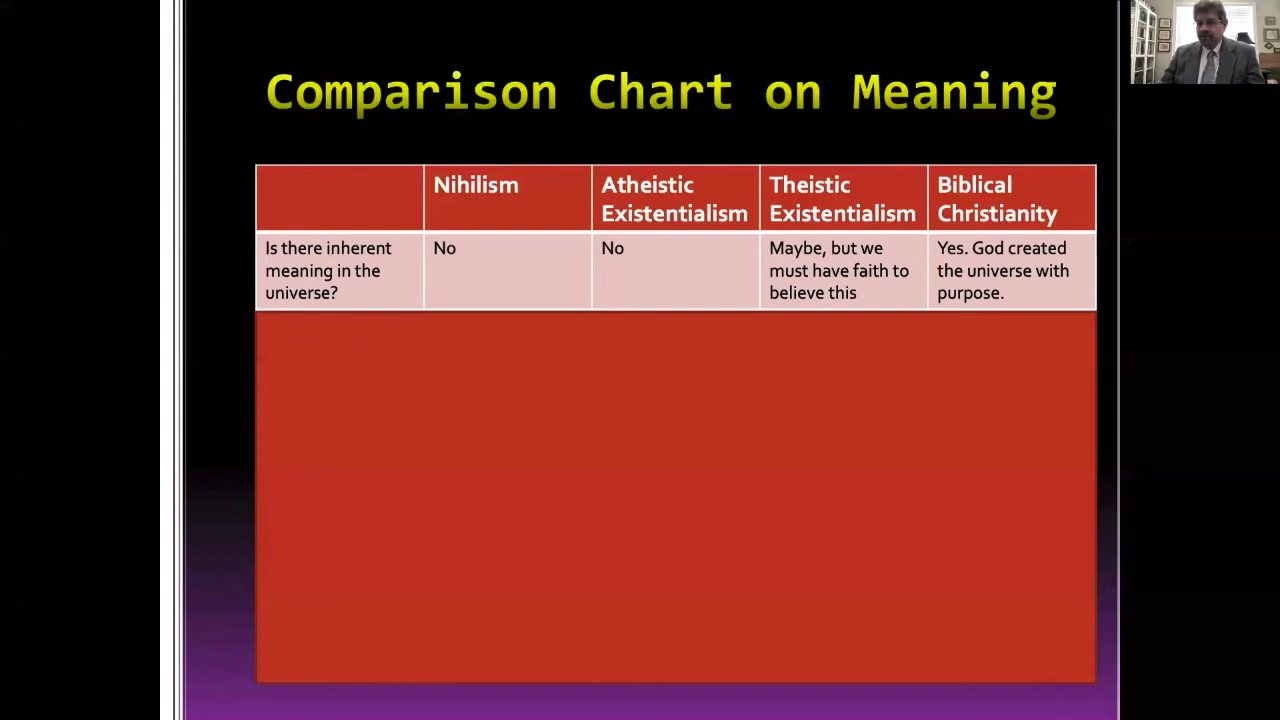 Comparison Chart on Meaning
Nihilism
Atheistic
Existentialism
Theistic
Existentialism
Biblical
Christianity
Is there inherent
meaning in the
universe?
No
No
Maybe, but we
must have faith to
believe this
Yes. God created
the universe with
purpose.